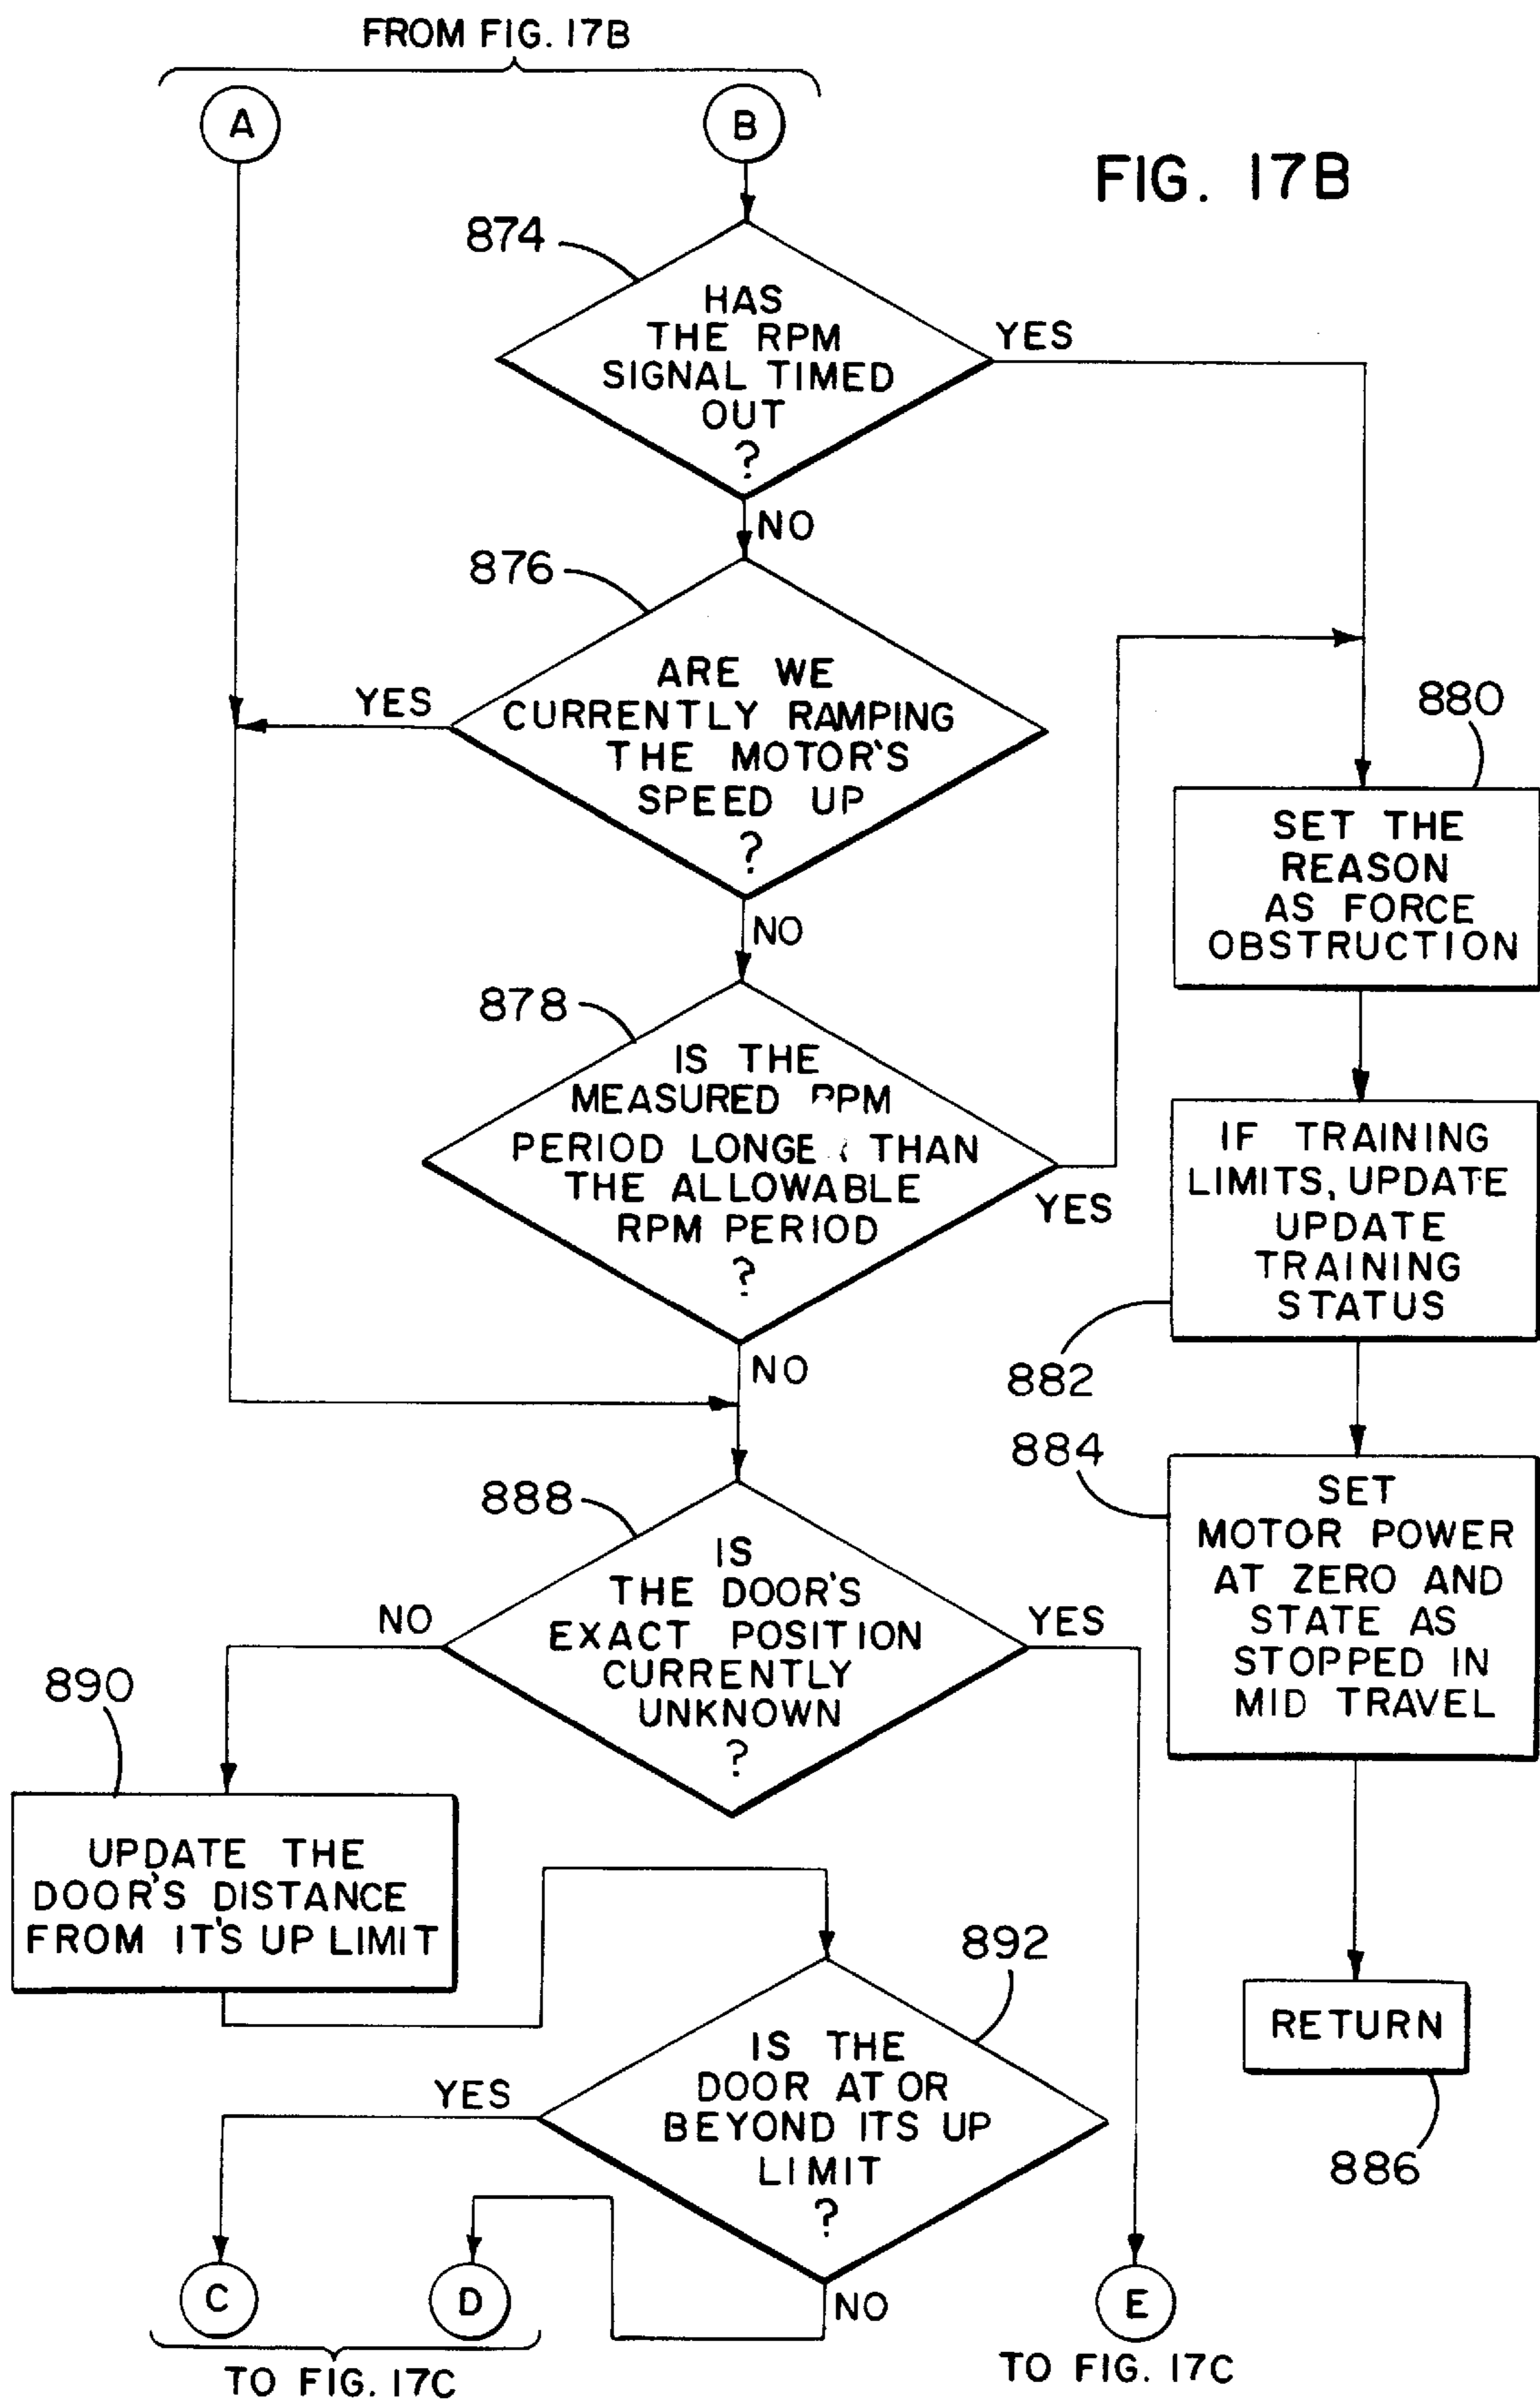 FROM FIG. 17B
A
B
FIG. 17B
874
HAS
THE RPM
SIGNAL TIMED
OUT
?
YES
NO
876
ARE WE
CURRENTLY RAMPING
THE MOTOR'S
SPEED UP
?
YES
NO
880
SET THE
REASON
AS FORCE
OBSTRUCTION
878
IS THE
MEASURED RPM
PERIOD LONGER THAN
THE ALLOWABLE
RPM PERIOD
?
YES
NO
IF TRAINING
LIMITS, UPDATE
UPDATE
TRAINING
STATUS
882
884
SET
MOTOR POWER
AT ZERO AND
STATE AS
STOPPED IN
MID TRAVEL
888
IS
THE DOOR'S
EXACT POSITION
CURRENTLY
UNKNOWN
?
NO
YES
890
UPDATE THE
DOOR'S DISTANCE
FROM IT'S UP LIMIT
892
IS THE
DOOR AT OR
BEYOND ITS UP
LIMIT
?
YES
NO
RETURN
886
C
D
E
TO FIG. 17C
TO FIG. 17C